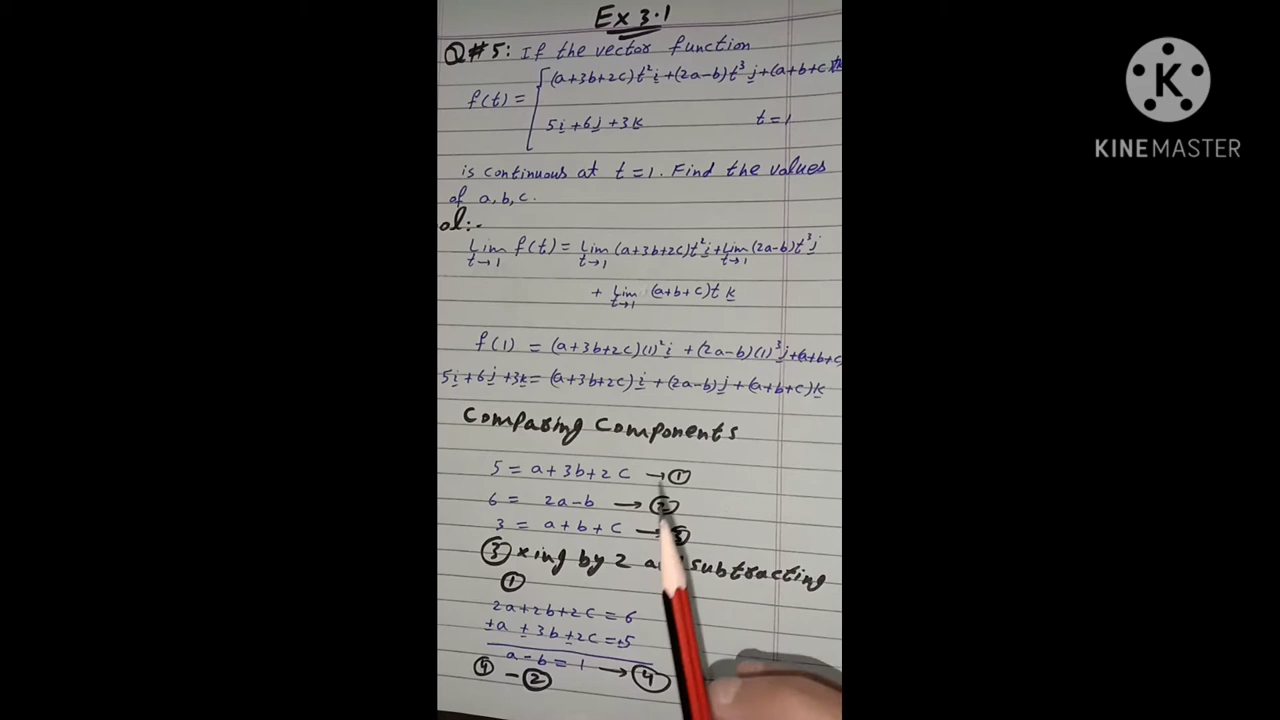 Ex 3.1
Q#5: If the vector function
f(t) = { (a+3b+2c)t²i+(2a-b)t³j+(a+b+c)
5i+6j+3k t=1
is continuous at t=1. Find the values
of a,b,c.
ol:-
Lim t→1 f(t) = Lim t→1 (a+3b+2c)t²i+Lim t→1 (2a-b)t³j
+ Lim t→1 (a+b+c)t k
f(1) = (a+3b+2c)(1)²i +(2a-b)(1)³j+(a+b+c)
5i+6j+3k = (a+3b+2c)i+(2a-b)j+(a+b+c)k
Comparing Components
5 = a+3b+2c → ①
6 = 2a-b → ②
3 = a+b+c → ③
③ xing by 2 subtracting
①
2a+2b+2c=6
±a ± 3b ± 2c = ±5
a-b = 1 → ④
④ - ②
K
KINEMASTER